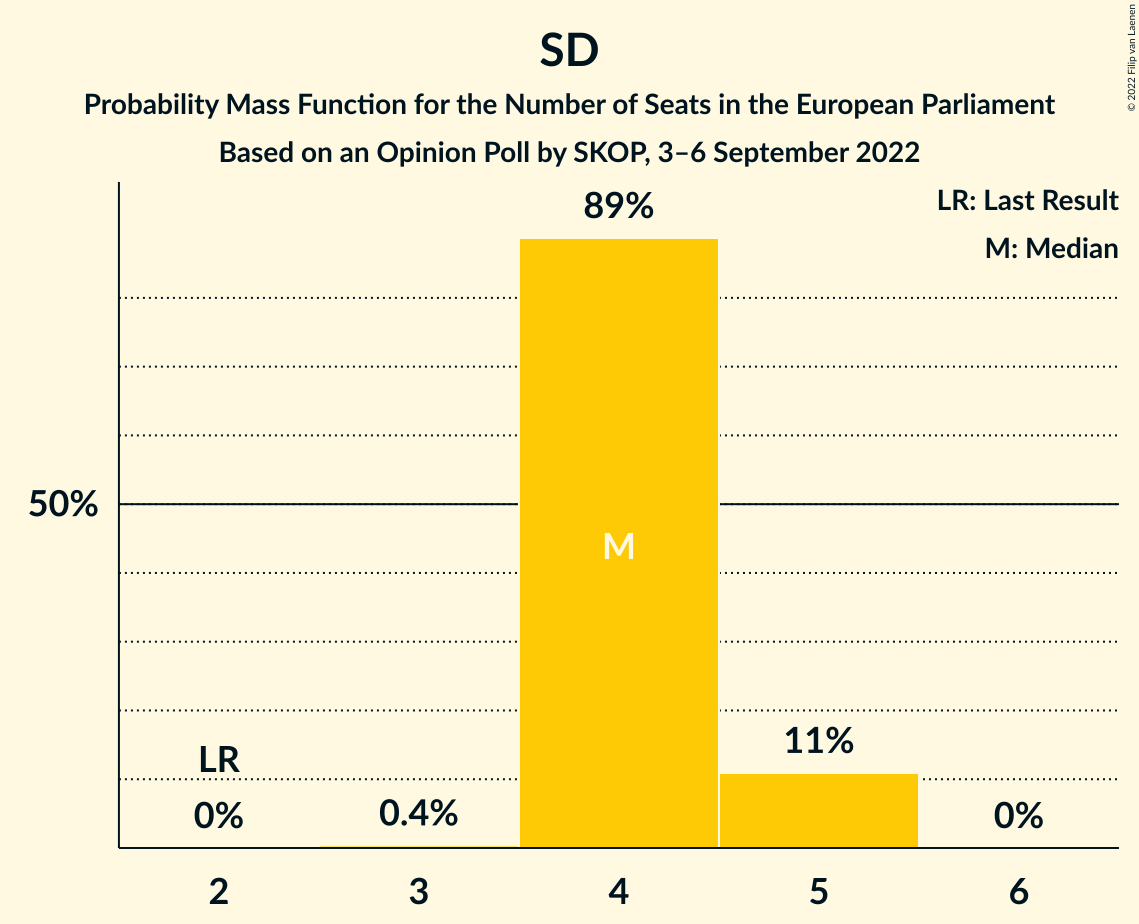 SD
Probability Mass Function for the Number of Seats in the European Parliament
Based on an Opinion Poll by SKOP, 3–6 September 2022
© 2022 Filip van Laenen
LR: Last Result
M: Median
89%
50%
M
11%
LR
0%
0.4%
0%
2
3
4
5
6